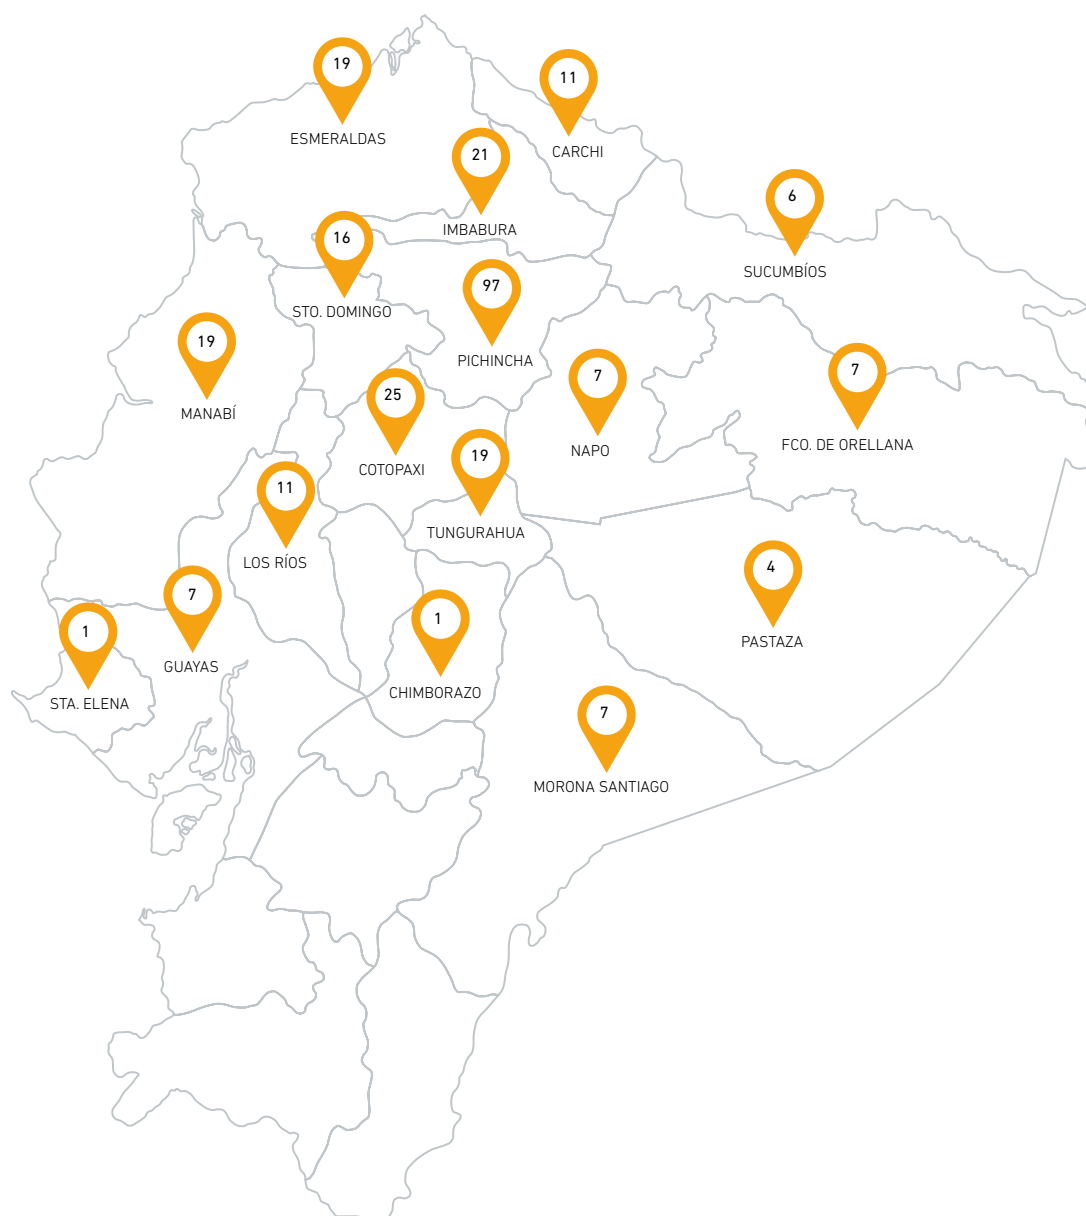 19
ESMERALDAS
11
CARCHI
21
IMBABURA
6
SUCUMBÍOS
16
STO. DOMINGO
97
PICHINCHA
19
MANABÍ
7
NAPO
7
FCO. DE ORELLANA
25
COTOPAXI
19
TUNGURAHUA
11
LOS RÍOS
4
PASTAZA
7
GUAYAS
1
STA. ELENA
1
CHIMBORAZO
7
MORONA SANTIAGO